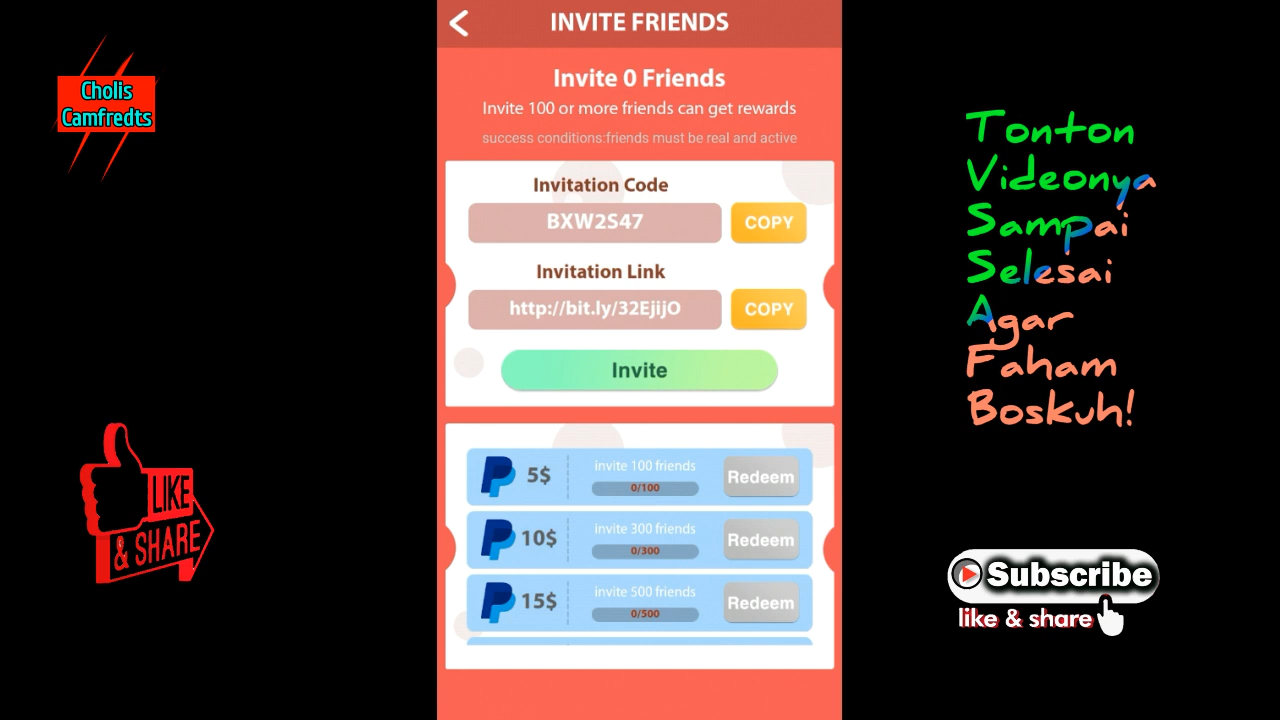 Cholis
Camfredts
LIKE
& SHARE
INVITE FRIENDS
Invite 0 Friends
Invite 100 or more friends can get rewards
success conditions:friends must be real and active
Invitation Code
BXW2S47
COPY
Invitation Link
http://bit.ly/32EjijO
COPY
Invite
5$
invite 100 friends
0/100
Redeem
10$
invite 300 friends
0/300
Redeem
15$
invite 500 friends
0/500
Redeem
Tonton
Videonya
Sampai
Selesai
Agar
Faham
Boskuh!
Subscribe
like & share